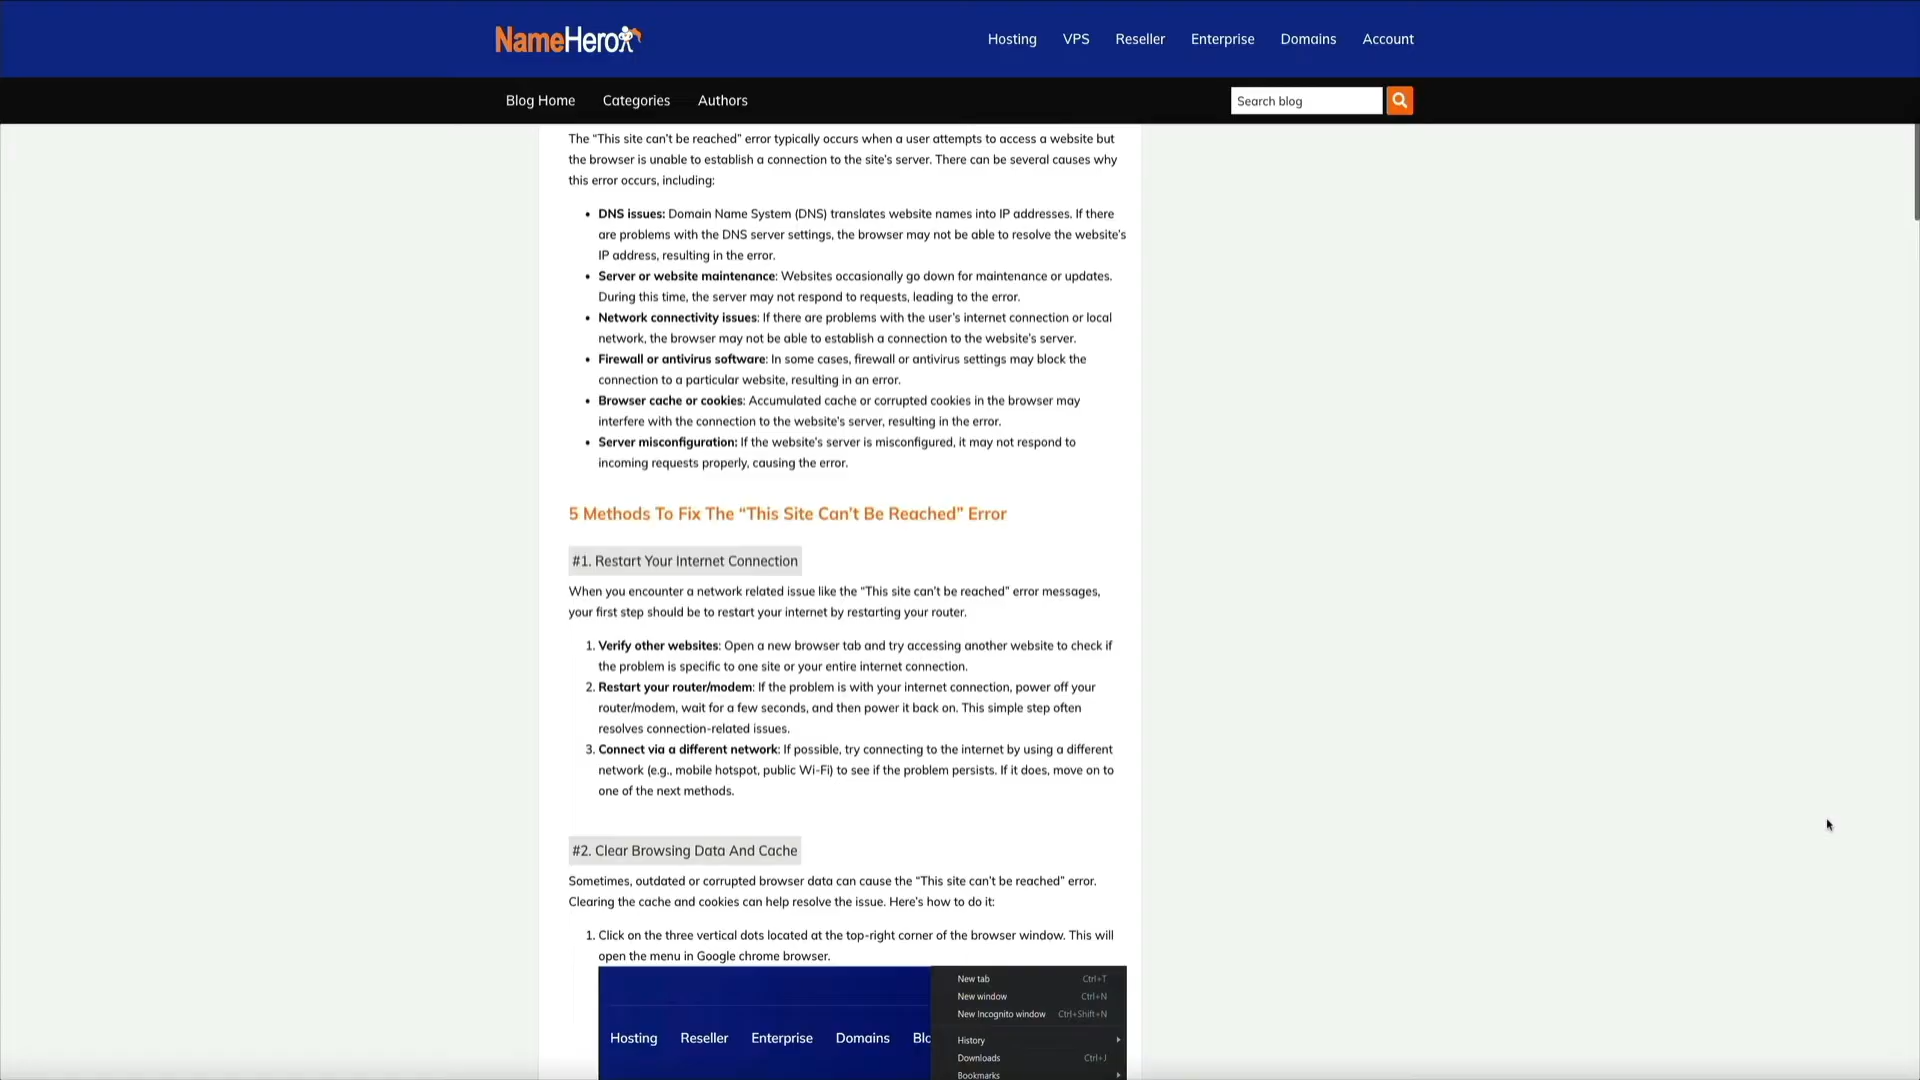 NameHero
Hosting VPS Reseller Enterprise Domains Account
Blog Home Categories Authors Search blog
The “This site can’t be reached” error typically occurs when a user attempts to access a website but
the browser is unable to establish a connection to the site’s server. There can be several causes why
this error occurs, including:
• DNS issues: Domain Name System (DNS) translates website names into IP addresses. If there
are problems with the DNS server settings, the browser may not be able to resolve the website’s
IP address, resulting in the error.
• Server or website maintenance: Websites occasionally go down for maintenance or updates.
During this time, the server may not respond to requests, leading to the error.
• Network connectivity issues: If there are problems with the user’s internet connection or local
network, the browser may not be able to establish a connection to the website’s server.
• Firewall or antivirus software: In some cases, firewall or antivirus settings may block the
connection to a particular website, resulting in an error.
• Browser cache or cookies: Accumulated cache or corrupted cookies in the browser may
interfere with the connection to the website’s server, resulting in the error.
• Server misconfiguration: If the website’s server is misconfigured, it may not respond to
incoming requests properly, causing the error.
5 Methods To Fix The “This Site Can’t Be Reached” Error
#1. Restart Your Internet Connection
When you encounter a network related issue like the “This site can’t be reached” error messages,
your first step should be to restart your internet by restarting your router.
1. Verify other websites: Open a new browser tab and try accessing another website to check if
the problem is specific to one site or your entire internet connection.
2. Restart your router/modem: If the problem is with your internet connection, power off your
router/modem, wait for a few seconds, and then power it back on. This simple step often
resolves connection-related issues.
3. Connect via a different network: If possible, try connecting to the internet by using a different
network (e.g., mobile hotspot, public Wi-Fi) to see if the problem persists. If it does, move on to
one of the next methods.
#2. Clear Browsing Data And Cache
Sometimes, outdated or corrupted browser data can cause the “This site can’t be reached” error.
Clearing the cache and cookies can help resolve the issue. Here’s how to do it:
1. Click on the three vertical dots located at the top-right corner of the browser window. This will
open the menu in Google chrome browser.
New tab Ctrl+T
New window Ctrl+N
New Incognito window Ctrl+Shift+N
Hosting Reseller Enterprise Domains Blo
History
Downloads Ctrl+J
Bookmarks